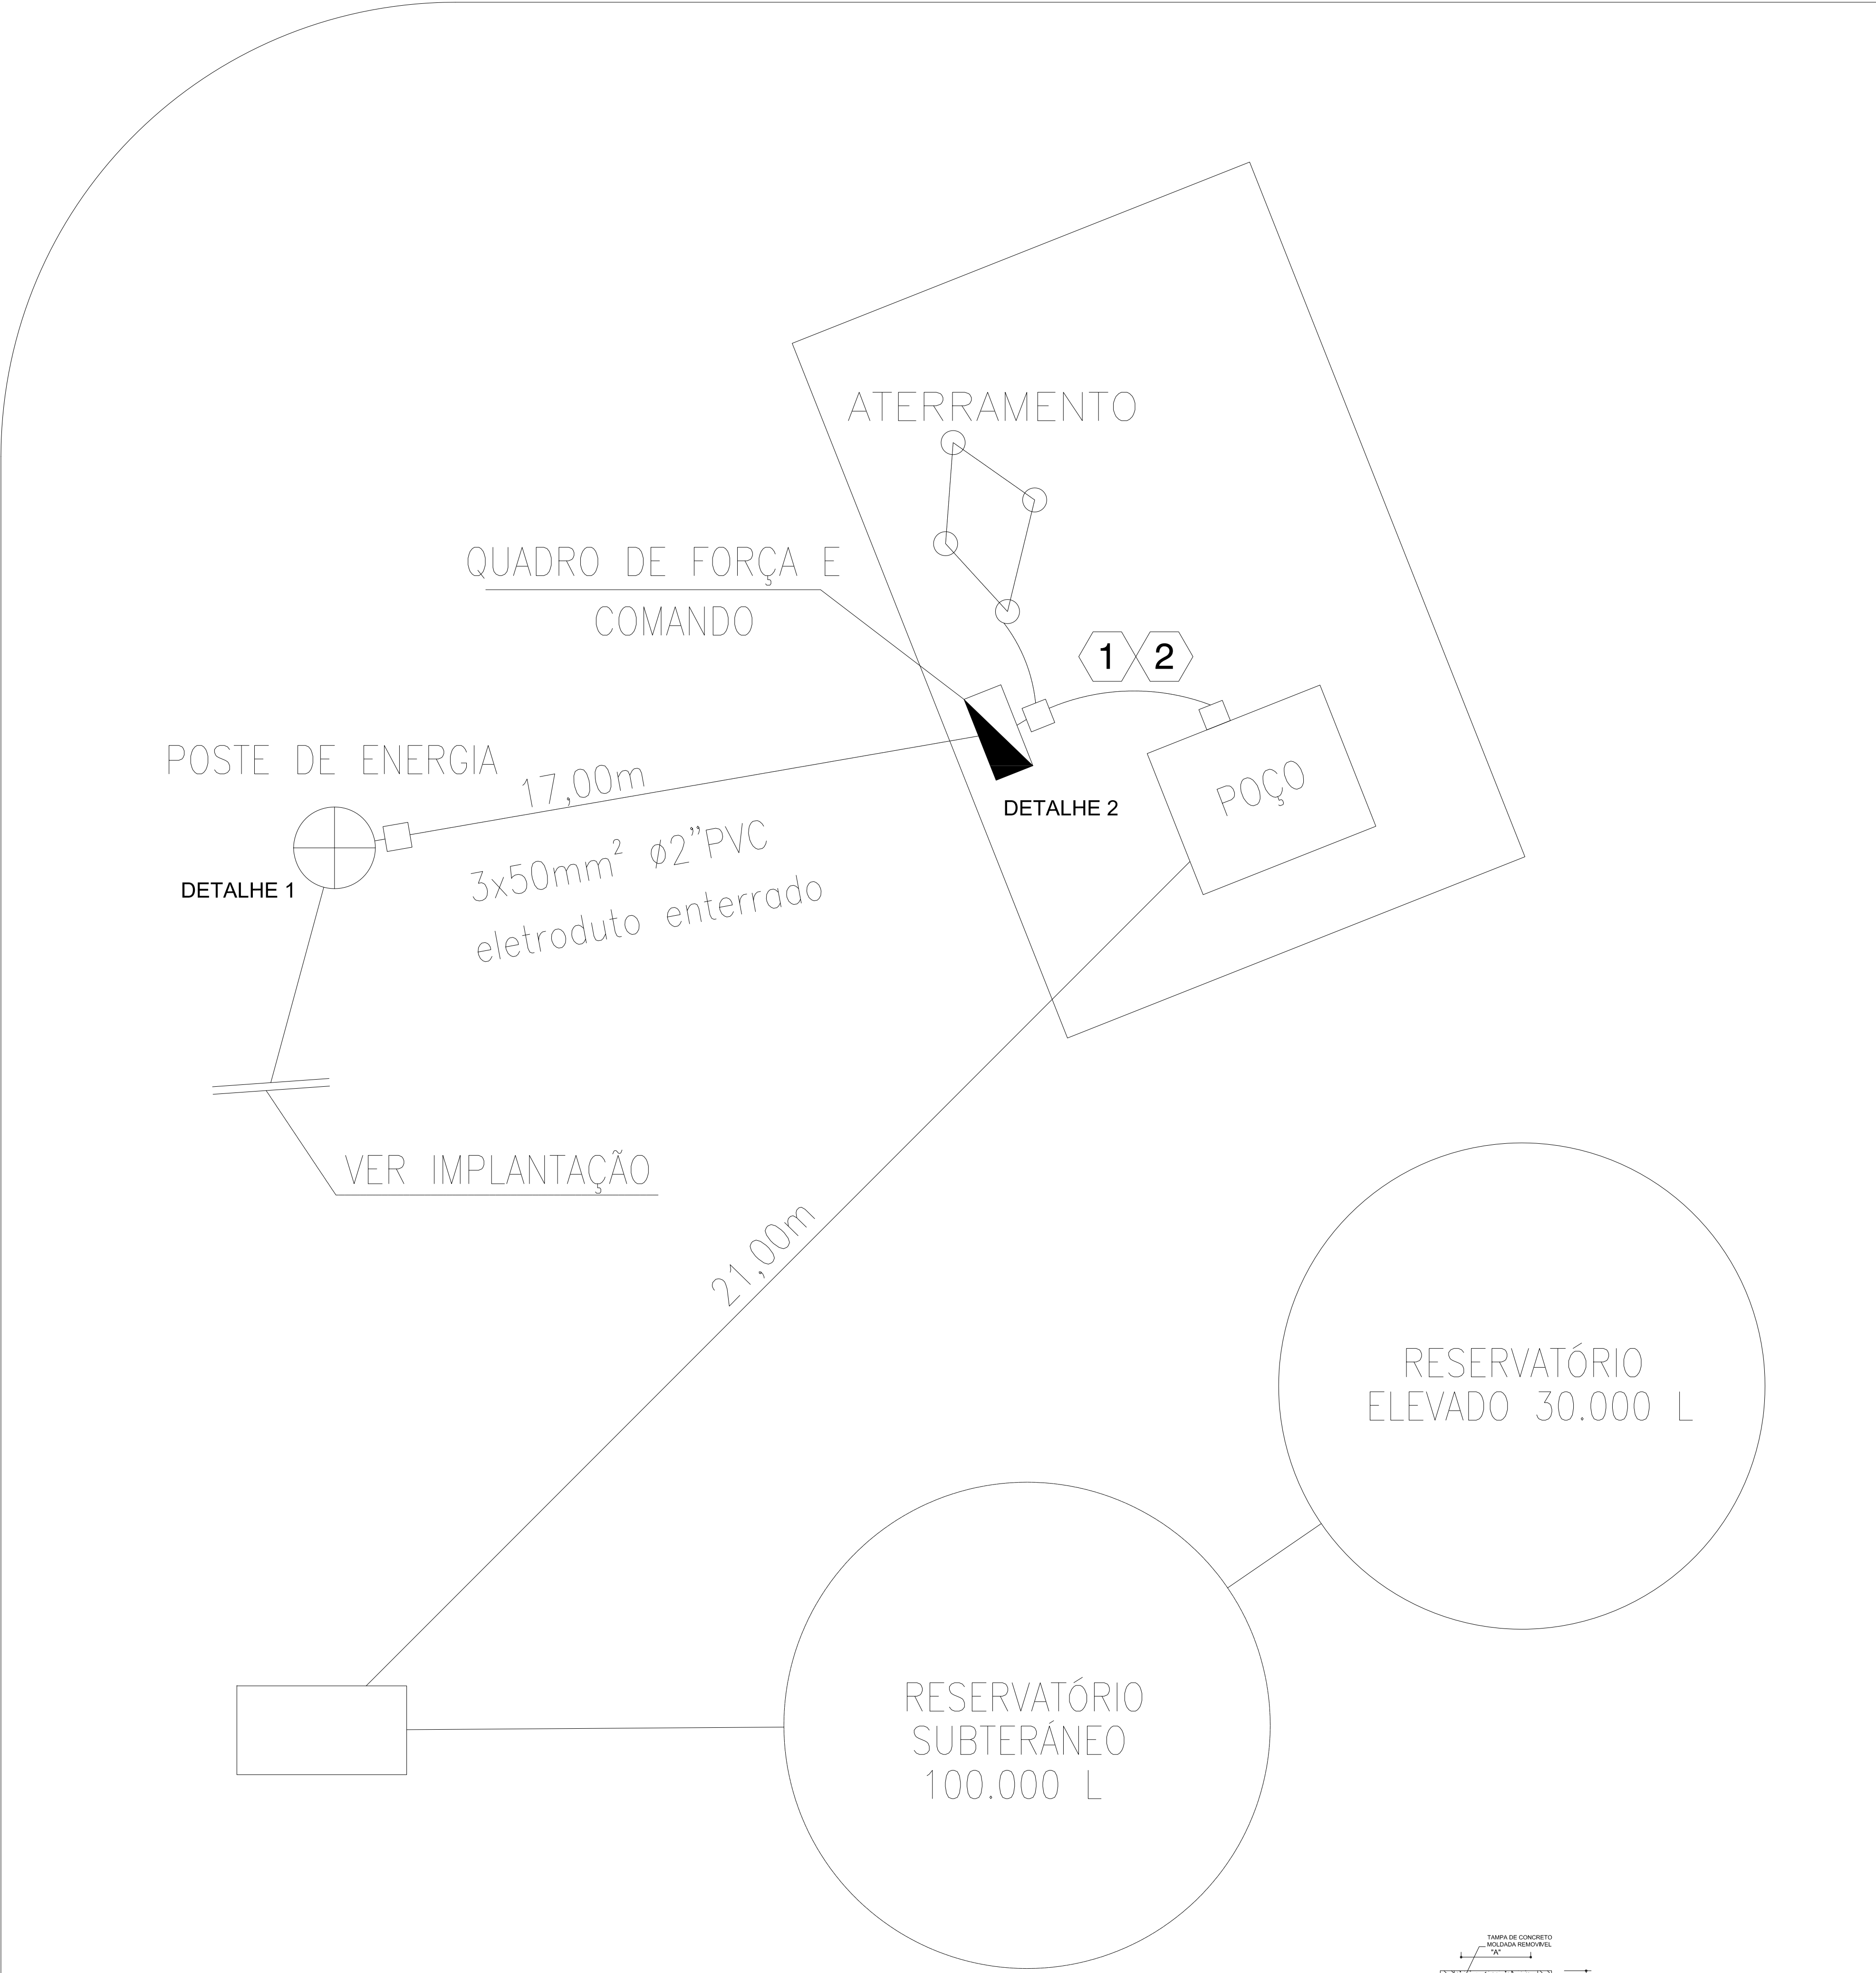 ATERRAMENTO
QUADRO DE FORÇA E
COMANDO
1 2
POSTE DE ENERGIA
17,00m
POÇO
DETALHE 2
3x50mm² ø2"PVC
DETALHE 1
eletroduto enterrado
VER IMPLANTAÇÃO
21,00m
RESERVATÓRIO
ELEVADO 30.000 L
RESERVATÓRIO
SUBTERÁNEO
100.000 L
TAMPA DE CONCRETO
MOLDADA REMOVIVEL
"A"